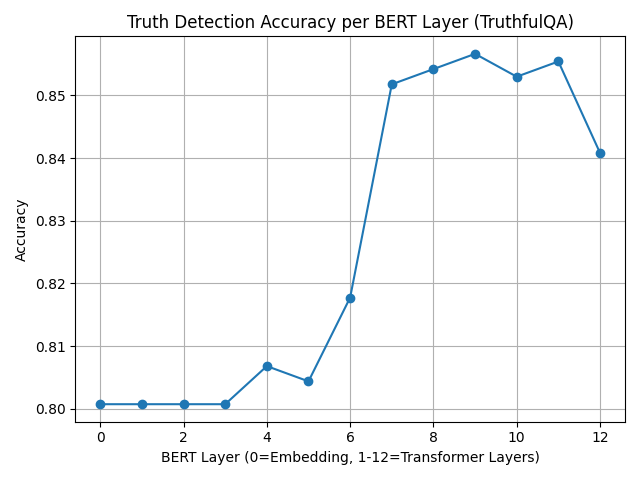 Truth Detection Accuracy per BERT Layer (TruthfulQA)
Accuracy
0.85
0.84
0.83
0.82
0.81
0.80
0 2 4 6 8 10 12
BERT Layer (0=Embedding, 1-12=Transformer Layers)